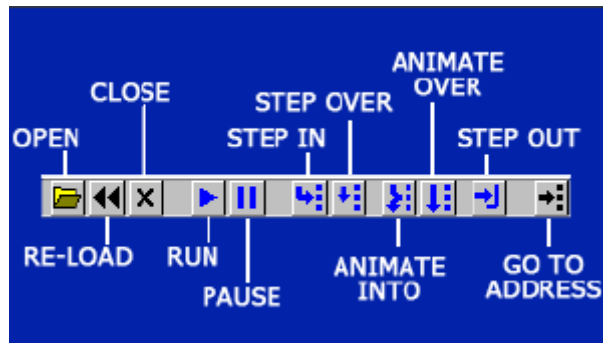 ANIMATE
OVER
CLOSE
STEP OVER
OPEN
STEP IN
STEP OUT
RE-LOAD
RUN
PAUSE
ANIMATE
INTO
GO TO
ADDRESS